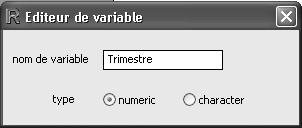 R Editeur de variable
nom de variable Trimestre
type numeric character